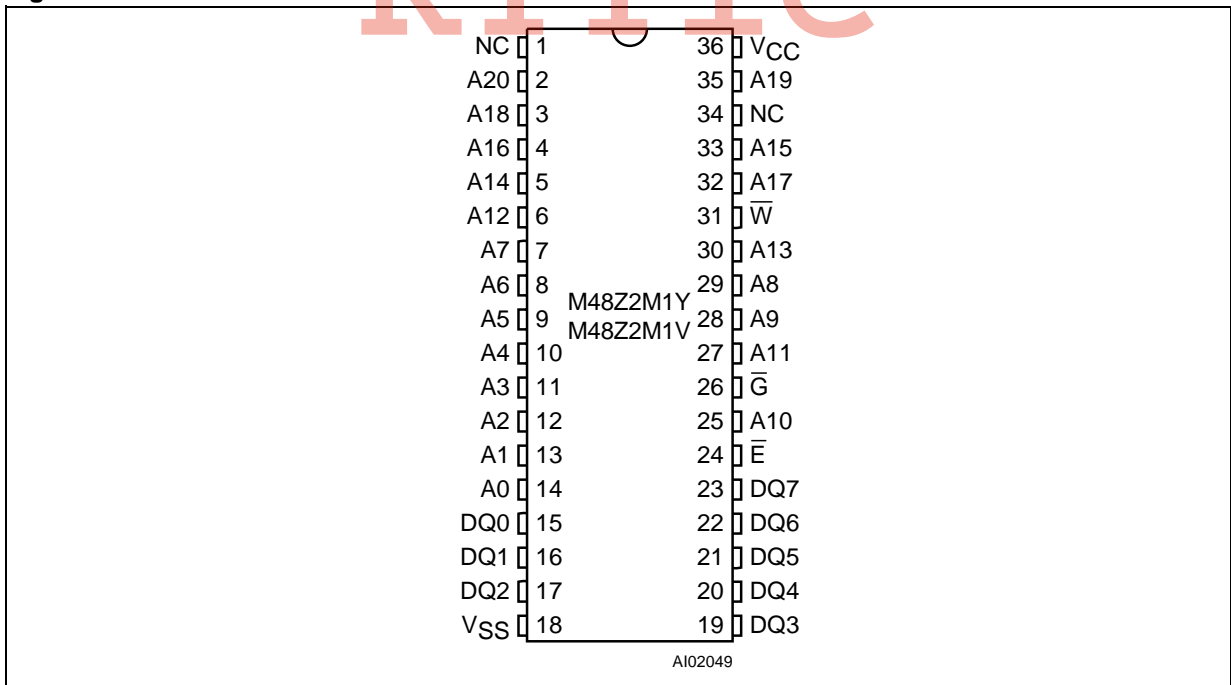 NC 1 36 VCC
A20 2 35 A19
A18 3 34 NC
A16 4 33 A15
A14 5 32 A17
A12 6 31 W̅
A7 7 30 A13
A6 8 29 A8
M48Z2M1Y
A5 9 28 A9
M48Z2M1V
A4 10 27 A11
A3 11 26 G̅
A2 12 25 A10
A1 13 24 E̅
A0 14 23 DQ7
DQ0 15 22 DQ6
DQ1 16 21 DQ5
DQ2 17 20 DQ4
VSS 18 19 DQ3
AI02049